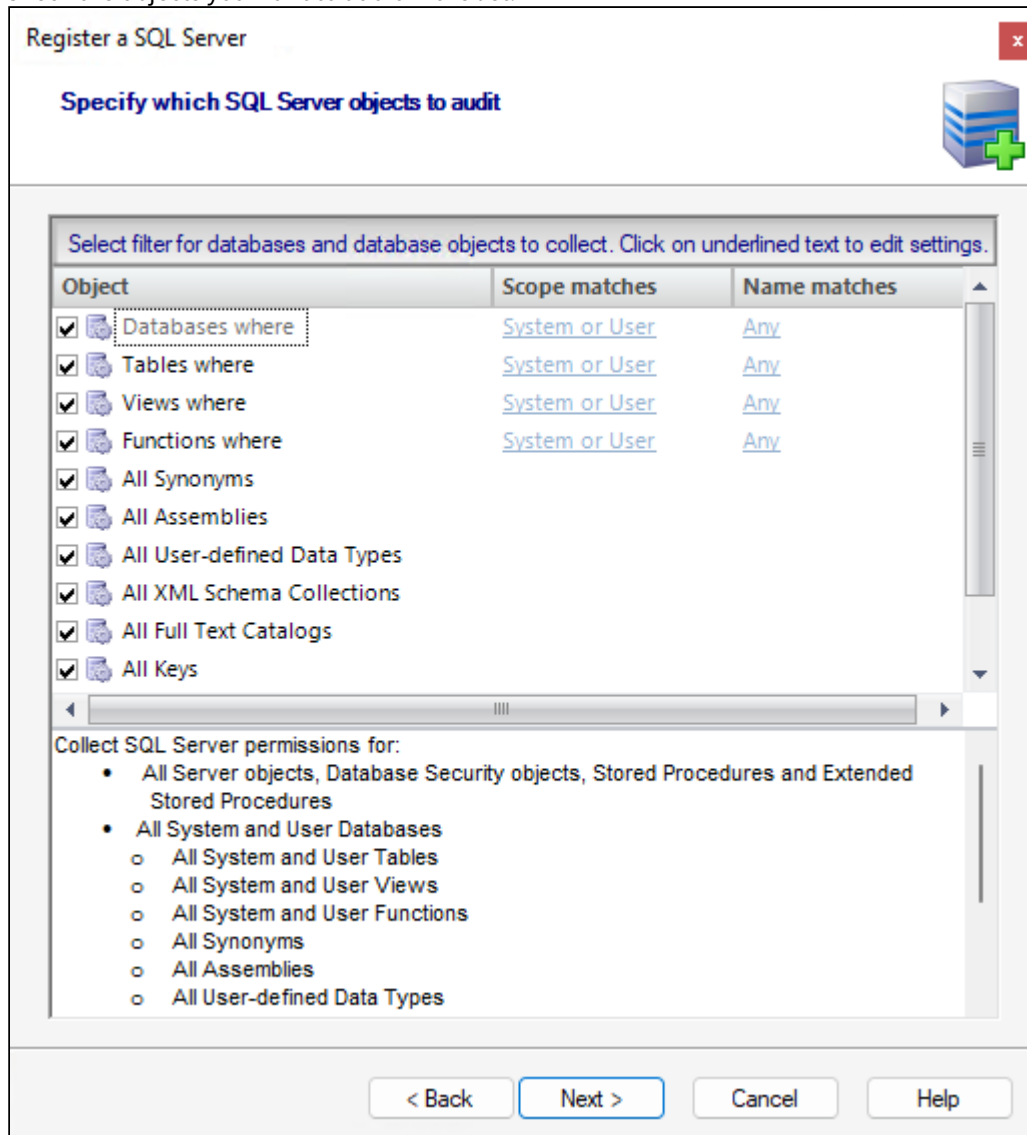 Register a SQL Server
x
Specify which SQL Server objects to audit
Select filter for databases and database objects to collect. Click on underlined text to edit settings.
Object Scope matches Name matches
Databases where System or User Any
Tables where System or User Any
Views where System or User Any
Functions where System or User Any
All Synonyms
All Assemblies
All User-defined Data Types
All XML Schema Collections
All Full Text Catalogs
All Keys
Collect SQL Server permissions for:
• All Server objects, Database Security objects, Stored Procedures and Extended
Stored Procedures
• All System and User Databases
o All System and User Tables
o All System and User Views
o All System and User Functions
o All Synonyms
o All Assemblies
o All User-defined Data Types
< Back Next > Cancel Help